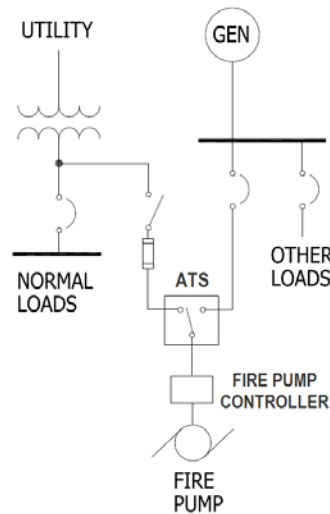 UTILITY
GEN
NORMAL
LOADS
ATS
OTHER
LOADS
FIRE PUMP
CONTROLLER
FIRE
PUMP